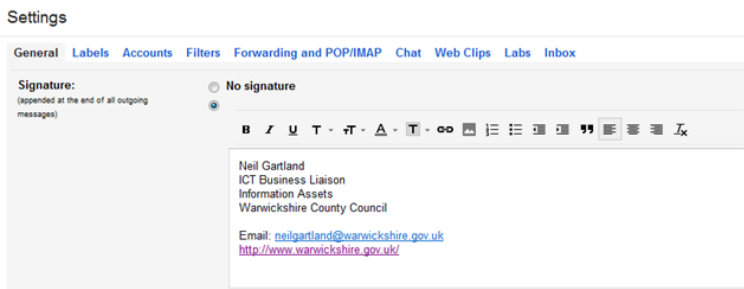 Settings
General Labels Accounts Filters Forwarding and POP/IMAP Chat Web Clips Labs Inbox
Signature:
(appended at the end of all outgoing
messages)
No signature
B I U T T A T
Neil Gartland
ICT Business Liaison
Information Assets
Warwickshire County Council
Email: neilgartland@warwickshire.gov.uk
http://www.warwickshire.gov.uk/